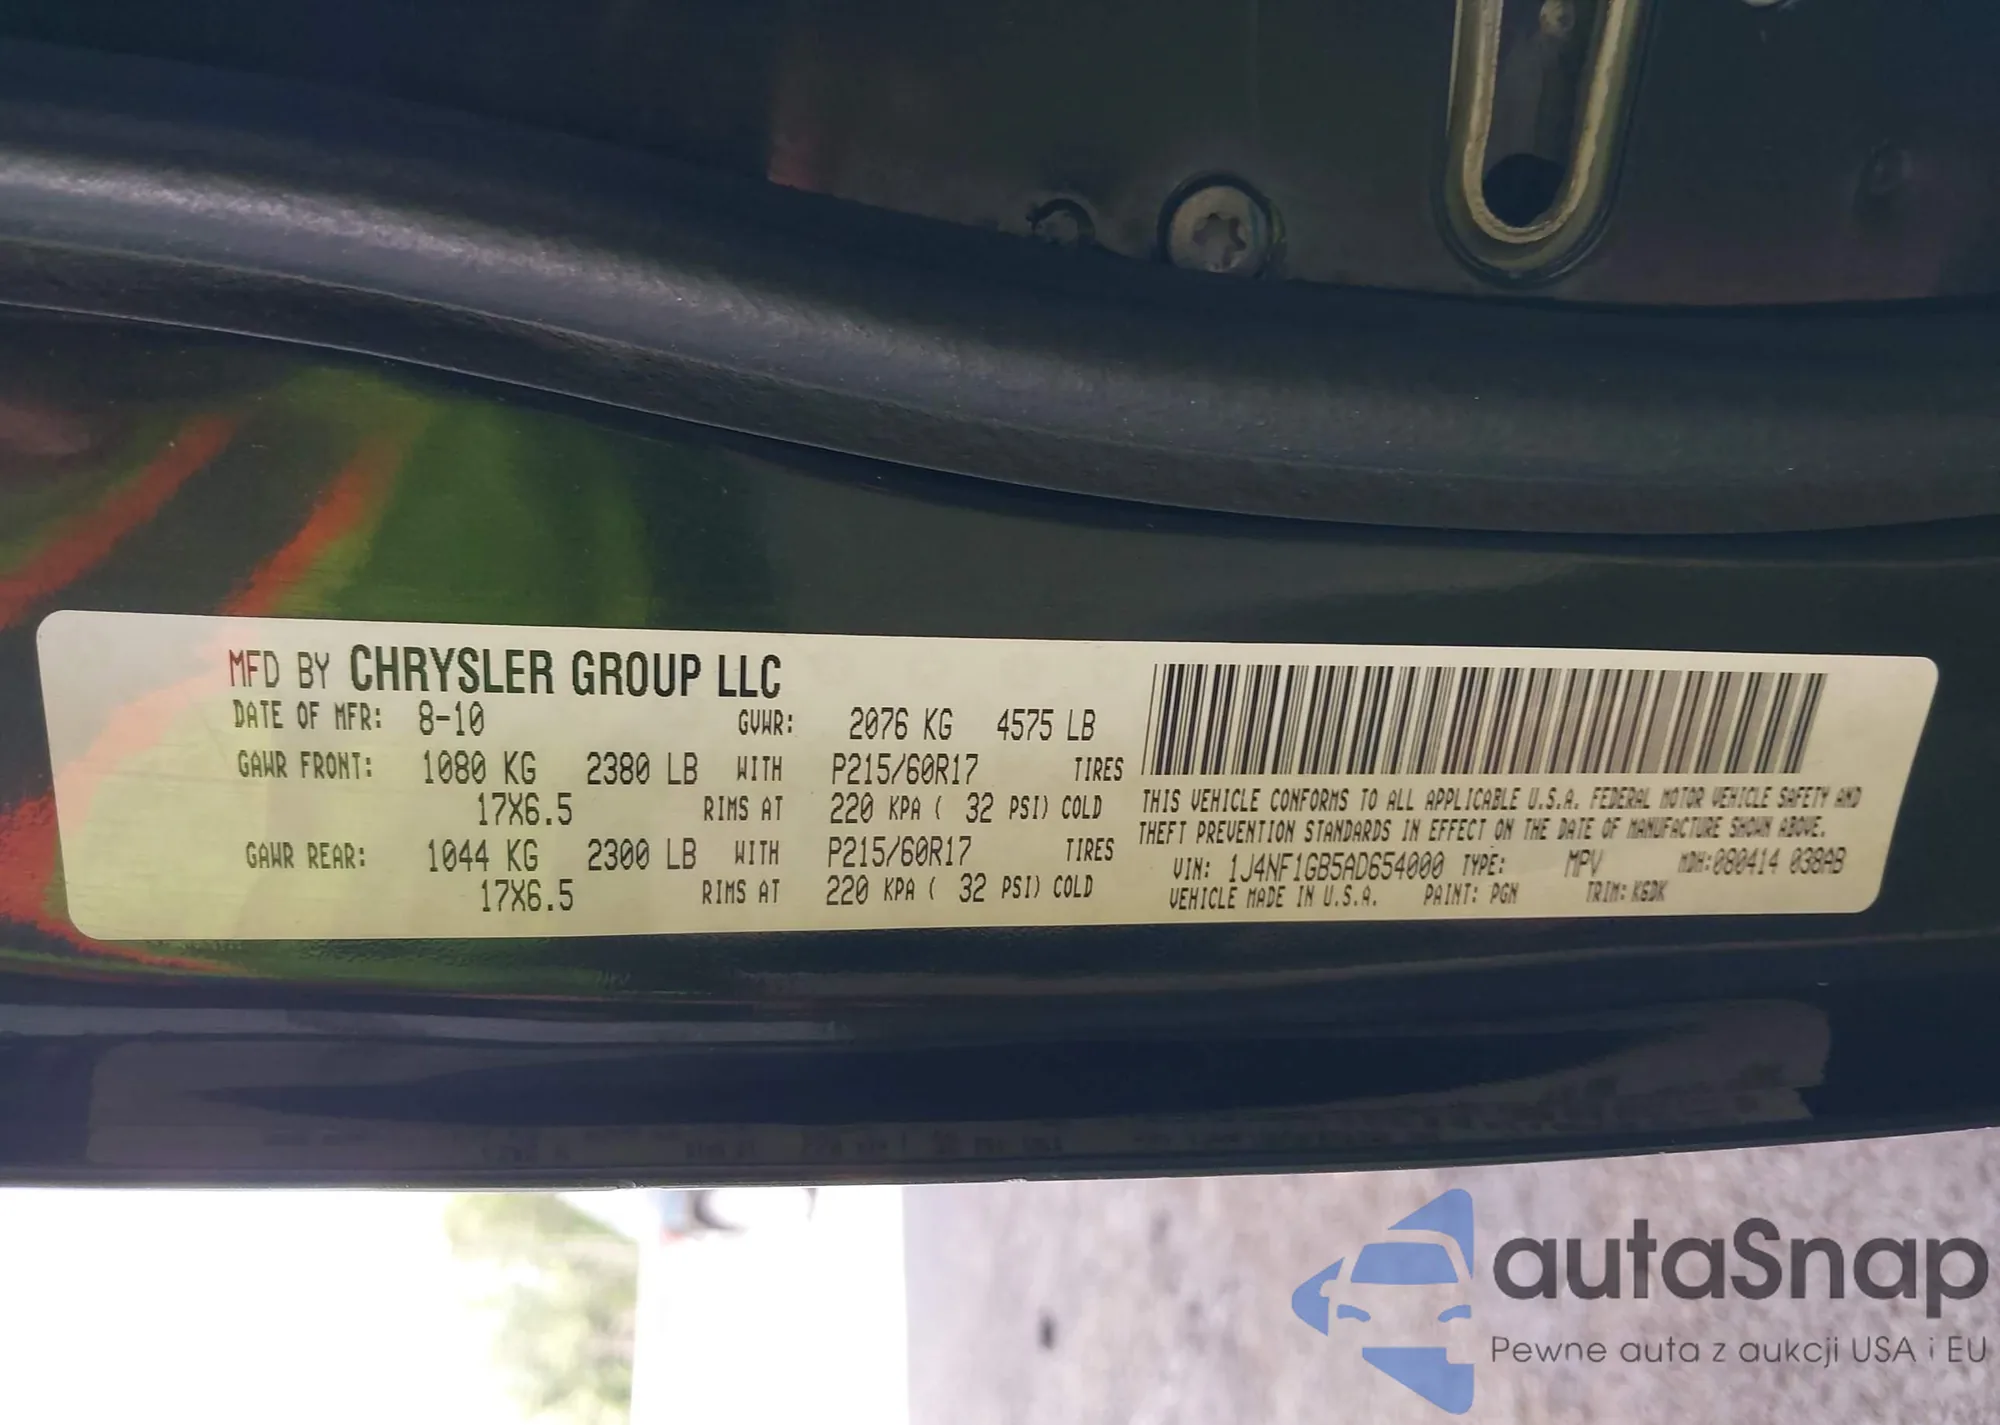 MFD BY CHRYSLER GROUP LLC
DATE OF MFR: 8-10 GVWR: 2076 KG 4575 LB
GAWR FRONT: 1080 KG 2380 LB WITH P215/60R17 TIRES
17X6.5 RIMS AT 220 KPA ( 32 PSI) COLD
GAWR REAR: 1044 KG 2300 LB WITH P215/60R17 TIRES
17X6.5 RIMS AT 220 KPA ( 32 PSI) COLD
THIS VEHICLE CONFORMS TO ALL APPLICABLE U.S.A. FEDERAL MOTOR VEHICLE SAFETY AND
THEFT PREVENTION STANDARDS IN EFFECT ON THE DATE OF MANUFACTURE SHOWN ABOVE.
VIN: 1J4NF1GB5AD654000 TYPE: MPV MDH:080414 038AB
VEHICLE MADE IN U.S.A. PAINT: PGN TRIM: K6DK
autaSnap
Pewne auta z aukcji USA i EU